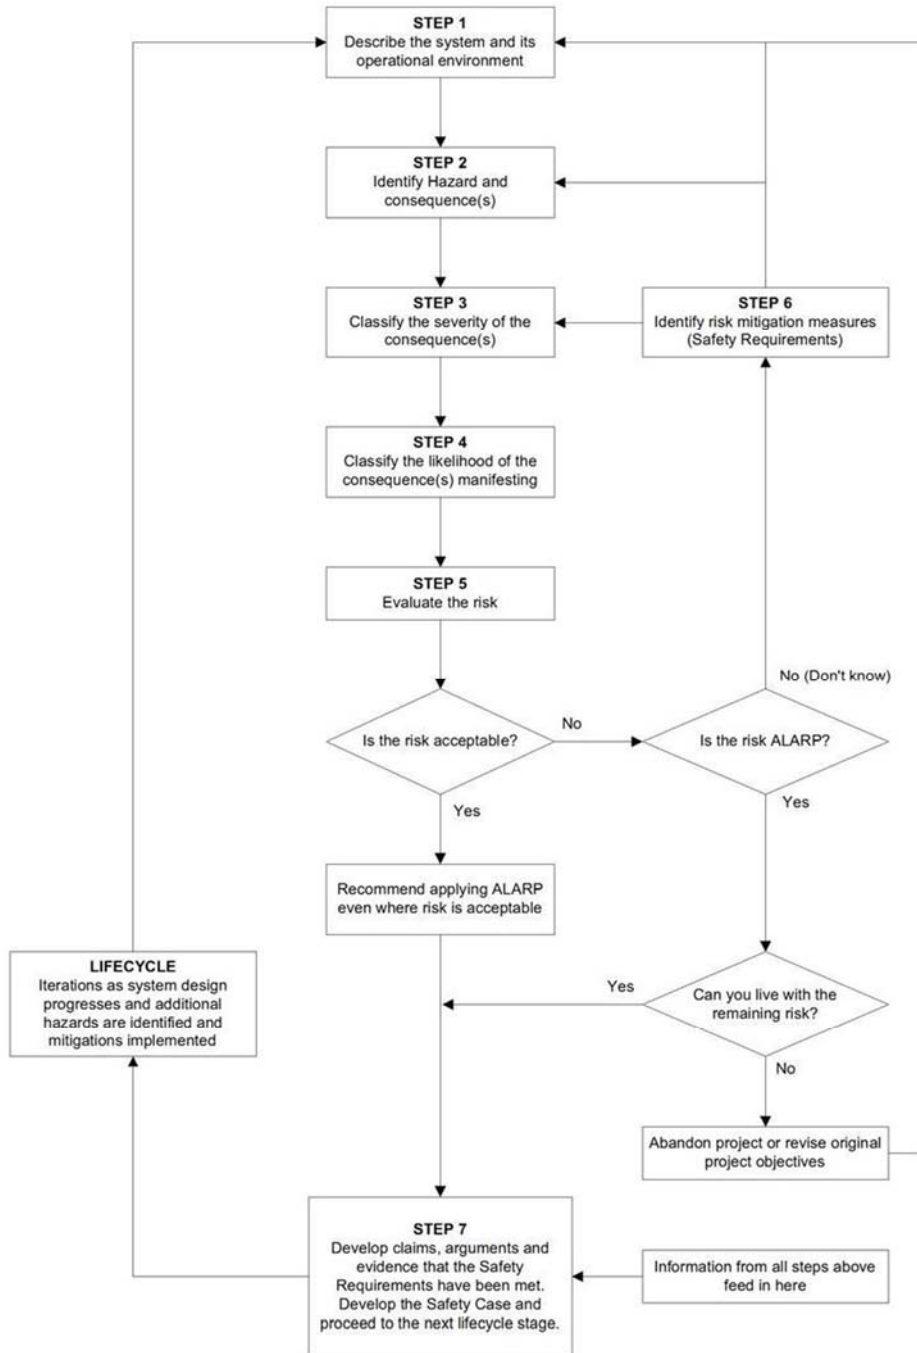 STEP 1
Describe the system and its
operational environment
STEP 2
Identify Hazard and
consequence(s)
STEP 3
Classify the severity of the
consequence(s)
STEP 6
Identify risk mitigation measures
(Safety Requirements)
STEP 4
Classify the likelihood of the
consequence(s) manifesting
STEP 5
Evaluate the risk
No (Don't know)
Is the risk acceptable?
No
Is the risk ALARP?
Yes
Yes
Recommend applying ALARP
even where risk is acceptable
LIFECYCLE
Iterations as system design
progresses and additional
hazards are identified and
mitigations implemented
Yes
Can you live with the
remaining risk?
No
Abandon project or revise original
project objectives
STEP 7
Develop claims, arguments and
evidence that the Safety
Requirements have been met.
Develop the Safety Case and
proceed to the next lifecycle stage.
Information from all steps above
feed in here